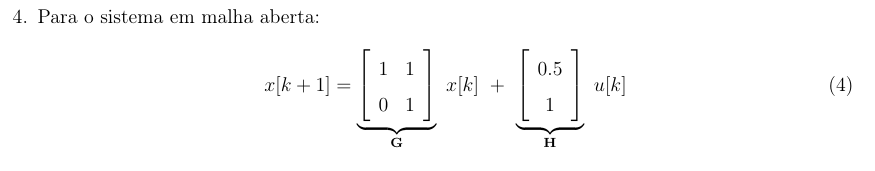 4. Para o sistema em malha aberta:
x[k + 1] = [ 1 1 ; 0 1 ] x[k] + [ 0.5 ; 1 ] u[k] (4)
G H